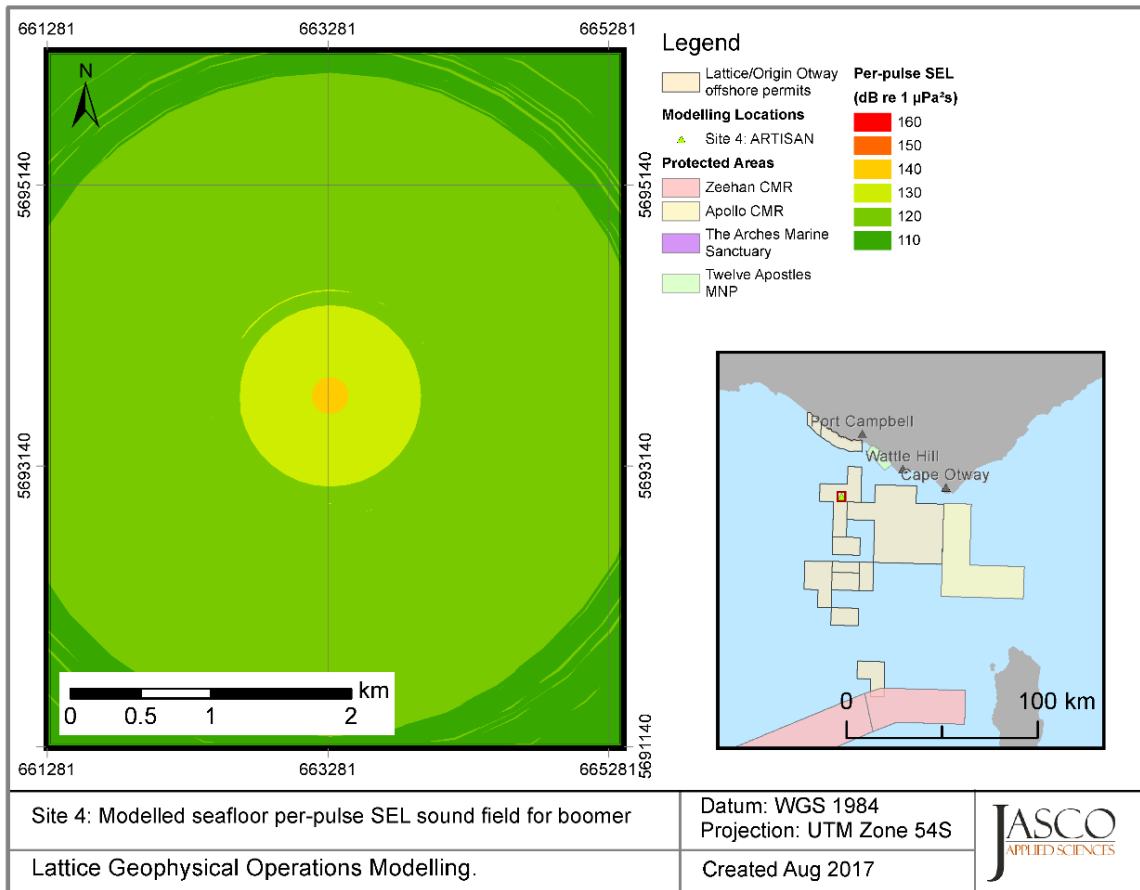 661281
663281
665281
N
5695140
5693140
5691140
5695140
5693140
km
0
0.5
1
2
661281
663281
665281
Legend
Lattice/Origin Otway
offshore permits
Modelling Locations
Site 4: ARTISAN
Protected Areas
Zeehan CMR
Apollo CMR
The Arches Marine
Sanctuary
Twelve Apostles
MNP
Per-pulse SEL
(dB re 1 µPa²s)
160
150
140
130
120
110
Port Campbell
Wattle Hill
Cape Otway
0
100 km
Site 4: Modelled seafloor per-pulse SEL sound field for boomer
Lattice Geophysical Operations Modelling.
Datum: WGS 1984
Projection: UTM Zone 54S
Created Aug 2017
JASCO
APPLIED SCIENCES